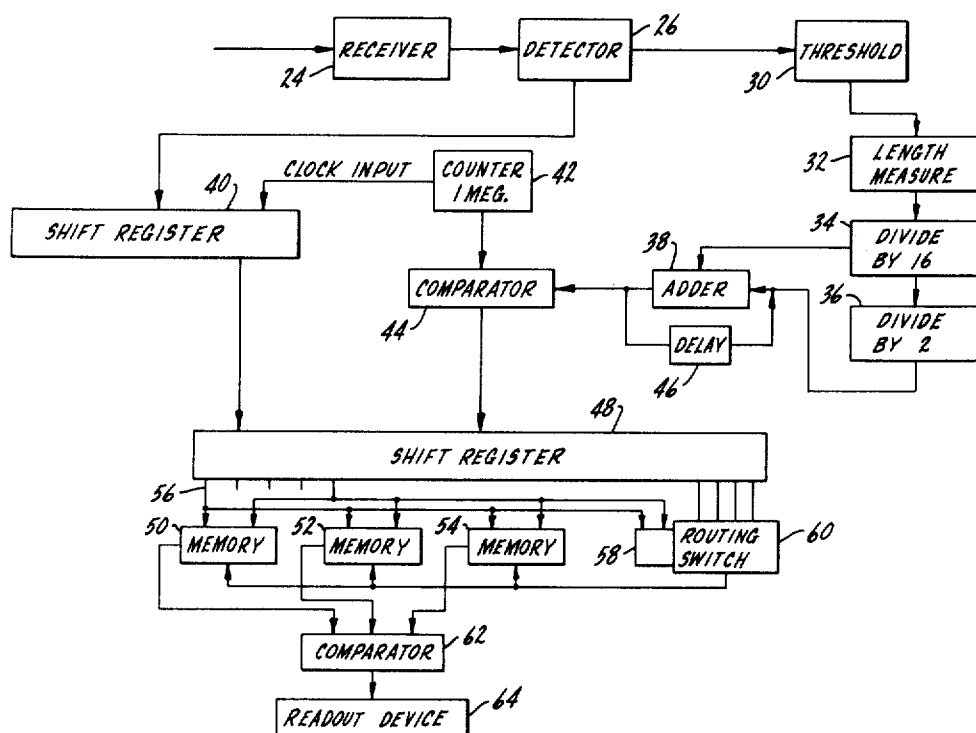 RECEIVER
24
DETECTOR
26
THRESHOLD
30
LENGTH
MEASURE
32
CLOCK INPUT
COUNTER
1 MEG.
42
40
SHIFT REGISTER
34
DIVIDE
BY 16
38
ADDER
COMPARATOR
44
36
DIVIDE
BY 2
DELAY
46
48
SHIFT REGISTER
56
50
MEMORY
52
MEMORY
54
MEMORY
58
ROUTING
SWITCH
60
COMPARATOR
62
READOUT DEVICE
64